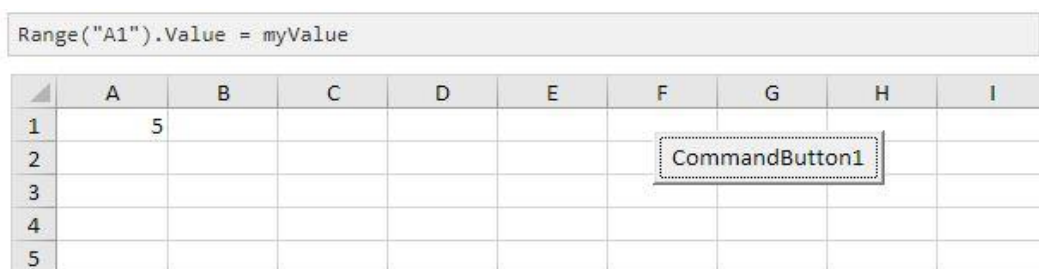 Range("A1").Value = myValue
A B C D E F G H I
1 5
CommandButton1
2
3
4
5